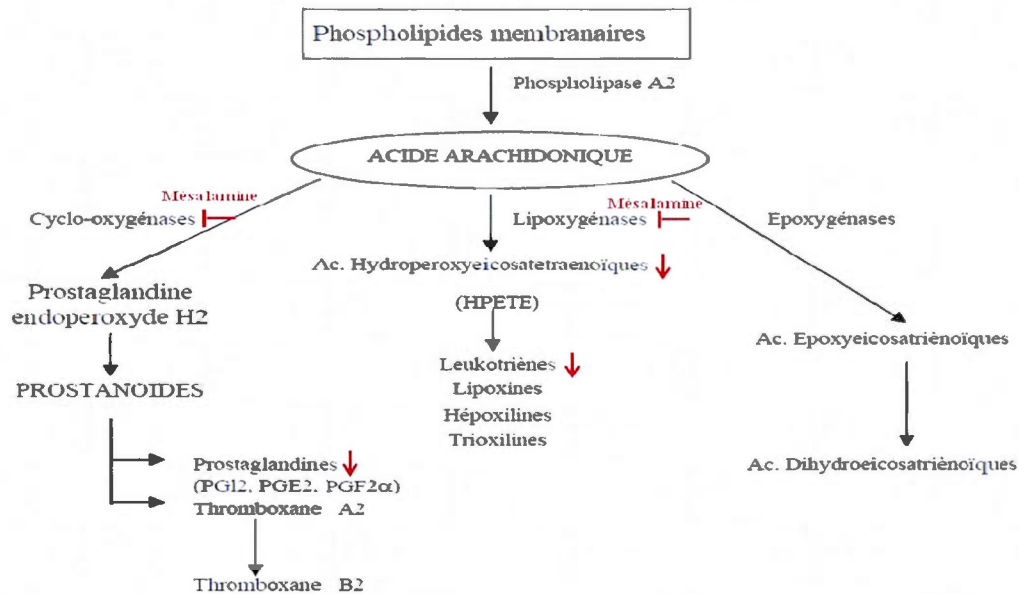 Phospholipides membranaires
Phospholipase A2
ACIDE ARACHIDONIQUE
Mésalamine
Cyclo-oxygénases
Mésalamine
Lipoxygénases
Epoxygénases
Ac. Hydroperoxyeicosatetraenoïques
(HPETE)
Prostaglandine
endoperoxyde H2
Ac. Epoxyeicosatriènoïques
Leukotriènes
Lipoxines
Hépoxilines
Trioxilines
PROSTANOIDES
Prostaglandines
(PGI2, PGE2, PGF2α)
Thromboxane A2
Ac. Dihydroeicosatriènoïques
Thromboxane B2